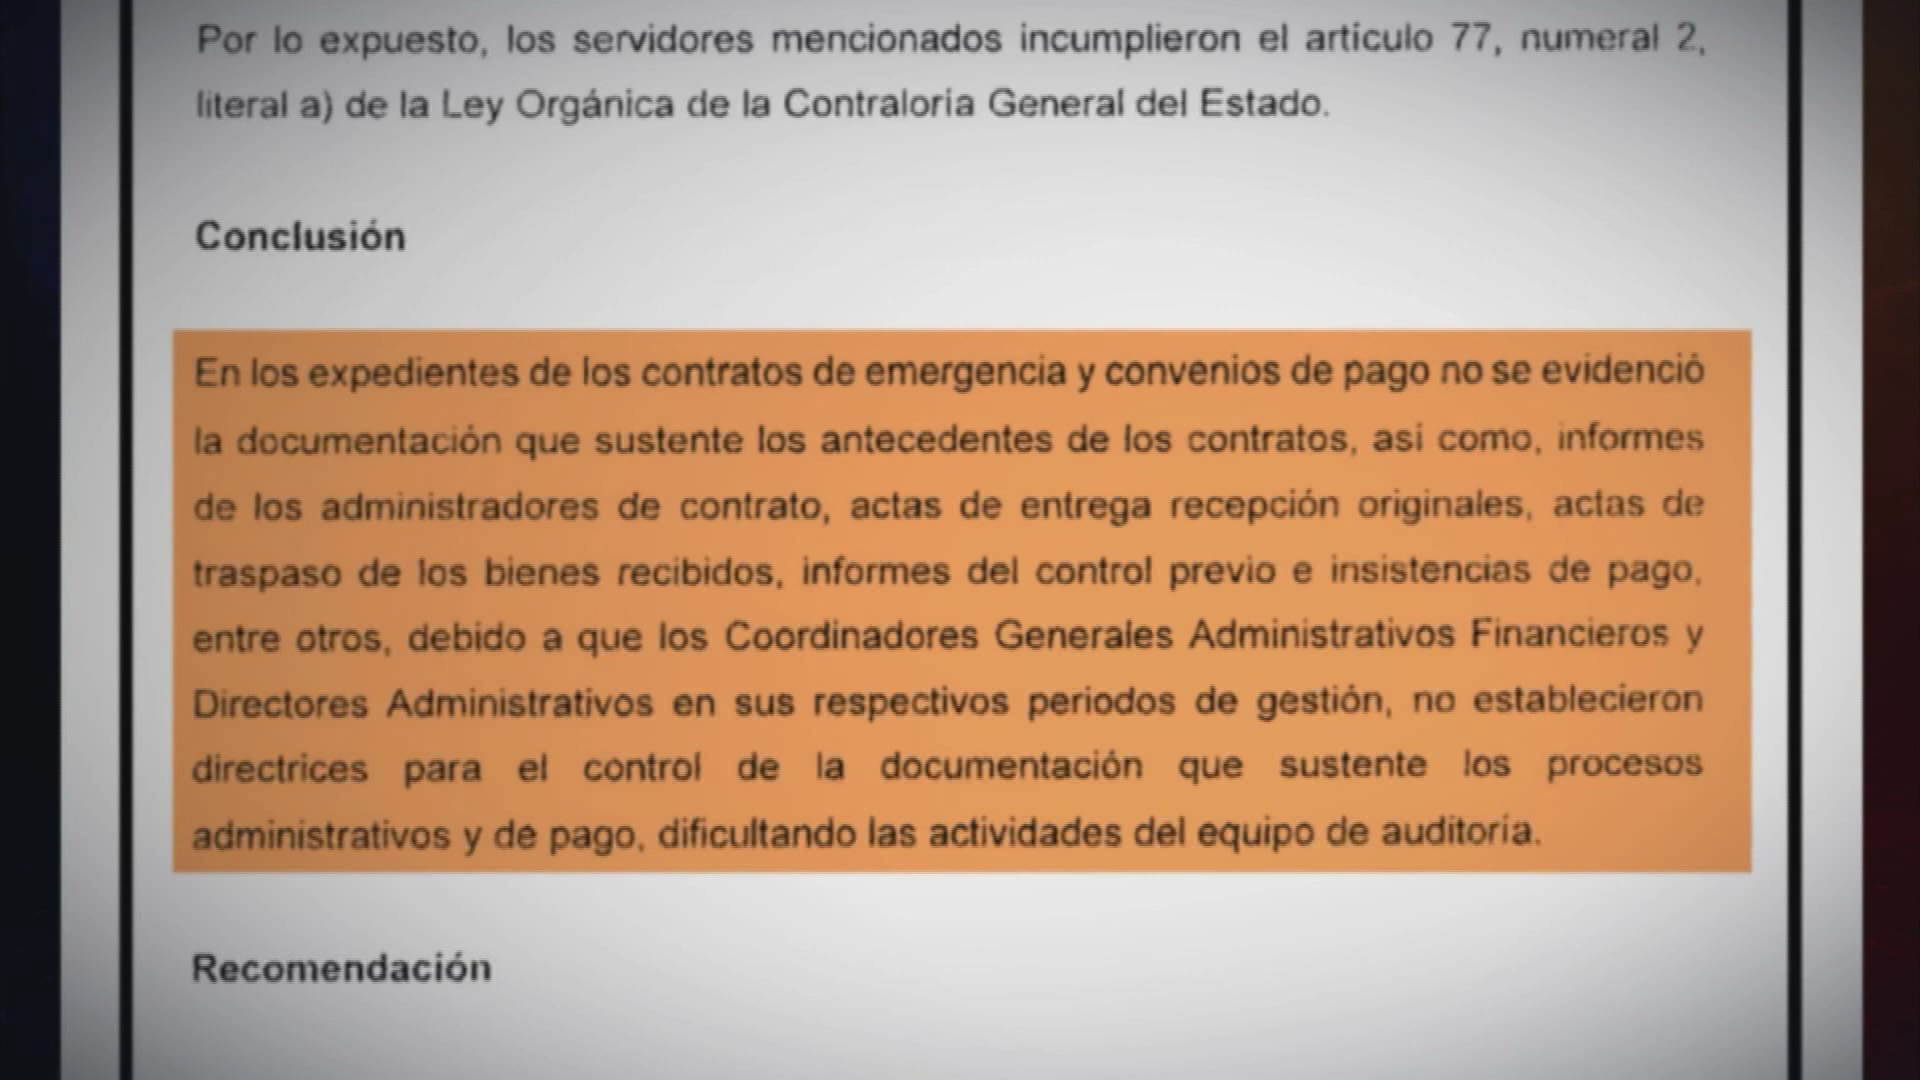 Por lo expuesto, los servidores mencionados incumplieron el artículo 77, numeral 2,
literal a) de la Ley Orgánica de la Contraloría General del Estado.
Conclusión
En los expedientes de los contratos de emergencia y convenios de pago no se evidenció
la documentación que sustente los antecedentes de los contratos, así como, informes
de los administradores de contrato, actas de entrega recepción originales, actas de
traspaso de los bienes recibidos, informes del control previo e insistencias de pago,
entre otros, debido a que los Coordinadores Generales Administrativos Financieros y
Directores Administrativos en sus respectivos periodos de gestión, no establecieron
directrices para el control de la documentación que sustente los procesos
administrativos y de pago, dificultando las actividades del equipo de auditoría.
Recomendación